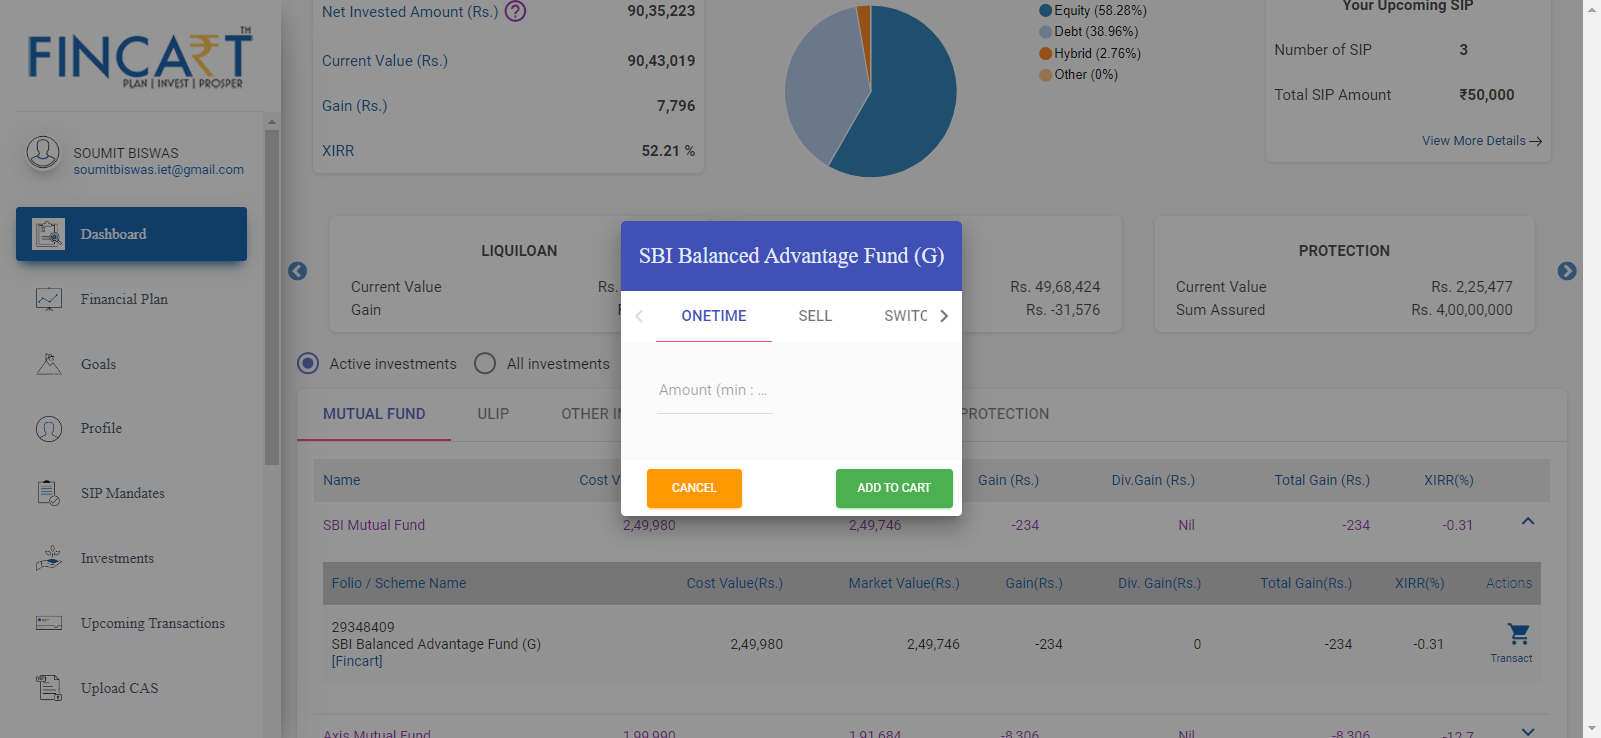 FINCART™
PLAN | INVEST | PROSPER
SOUMIT BISWAS
soumitbiswas.iet@gmail.com
Dashboard
Financial Plan
Goals
Profile
SIP Mandates
Investments
Upcoming Transactions
Upload CAS
Net Invested Amount (Rs.) ? 90,35,223
Current Value (Rs.) 90,43,019
Gain (Rs.) 7,796
XIRR 52.21 %
Equity (58.28%)
Debt (38.96%)
Hybrid (2.76%)
Other (0%)
Your Upcoming SIP
Number of SIP 3
Total SIP Amount ₹50,000
View More Details →
LIQUILOAN
Current Value Rs.
Gain
Rs. 49,68,424
Rs. -31,576
PROTECTION
Current Value Rs. 2,25,477
Sum Assured Rs. 4,00,00,000
Active investments All investments
MUTUAL FUND ULIP OTHER IN PROTECTION
SBI Balanced Advantage Fund (G)
ONETIME SELL SWITC
Amount (min : ...
CANCEL ADD TO CART
Name Cost V Gain (Rs.) Div.Gain (Rs.) Total Gain (Rs.) XIRR(%)
SBI Mutual Fund 2,49,980 2,49,746 -234 Nil -234 -0.31
Folio / Scheme Name Cost Value(Rs.) Market Value(Rs.) Gain(Rs.) Div. Gain(Rs.) Total Gain(Rs.) XIRR(%) Actions
29348409
SBI Balanced Advantage Fund (G) 2,49,980 2,49,746 -234 0 -234 -0.31
[Fincart]
Transact
Axis Mutual Fund 1,99,990 1,91,684 -8,306 Nil -8,306 -12.7